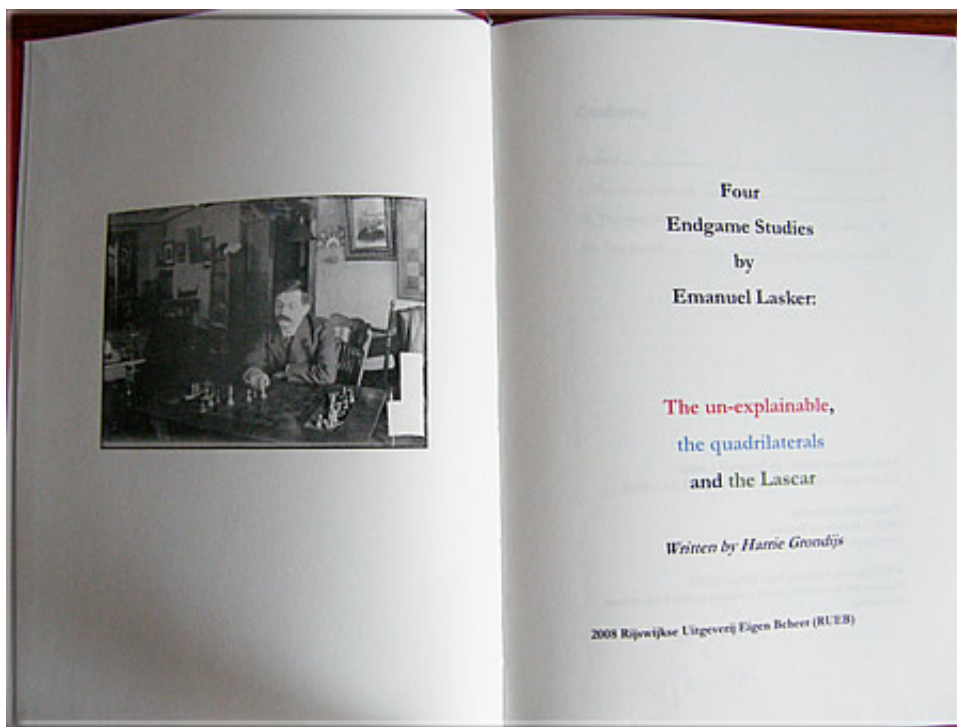 Four
Endgame Studies
by
Emanuel Lasker:
The un-explainable,
the quadrilaterals
and the Lascar
Written by Harrie Grondijs
2008 Rijswijkse Uitgeverij Eigen Beheer (RUEB)